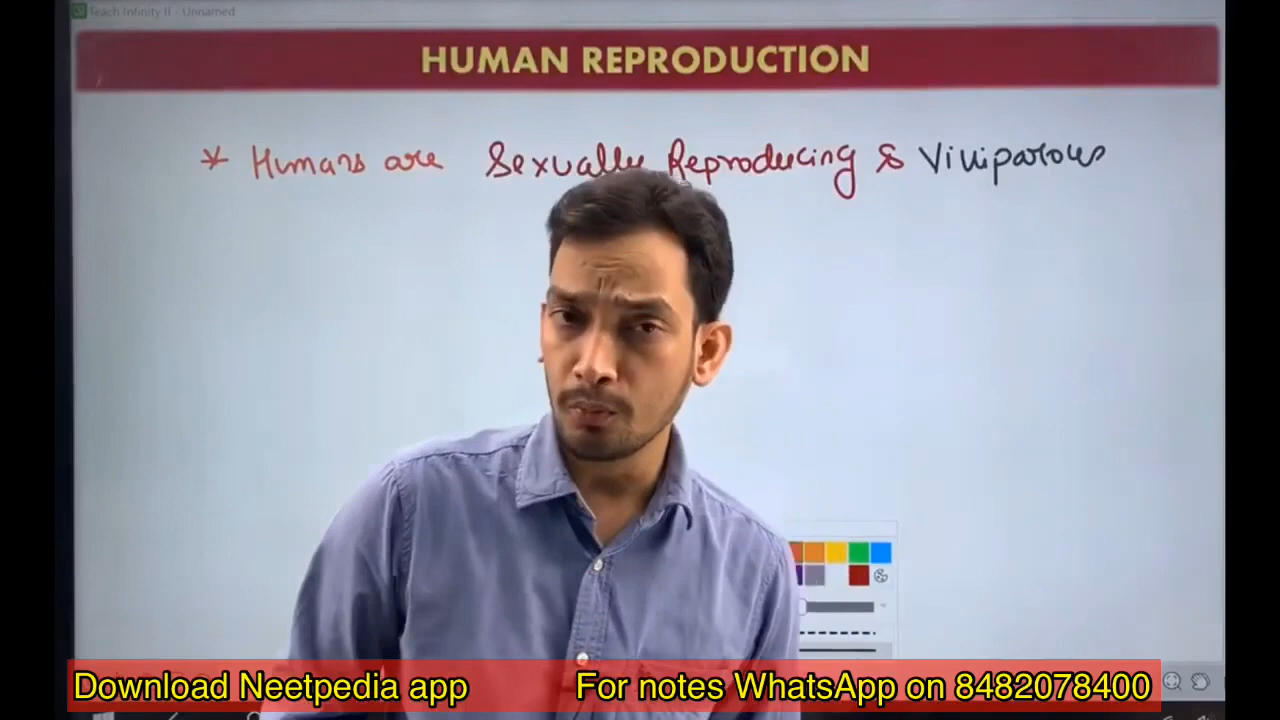 Teach Infinity II - Unnamed
HUMAN REPRODUCTION
* Humans are Sexually Reproducing & Viviparous
Download Neetpedia app For notes WhatsApp on 8482078400